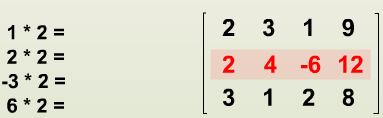 1 * 2 =
2 * 2 =
-3 * 2 =
6 * 2 =
2 3 1 9
2 4 -6 12
3 1 2 8